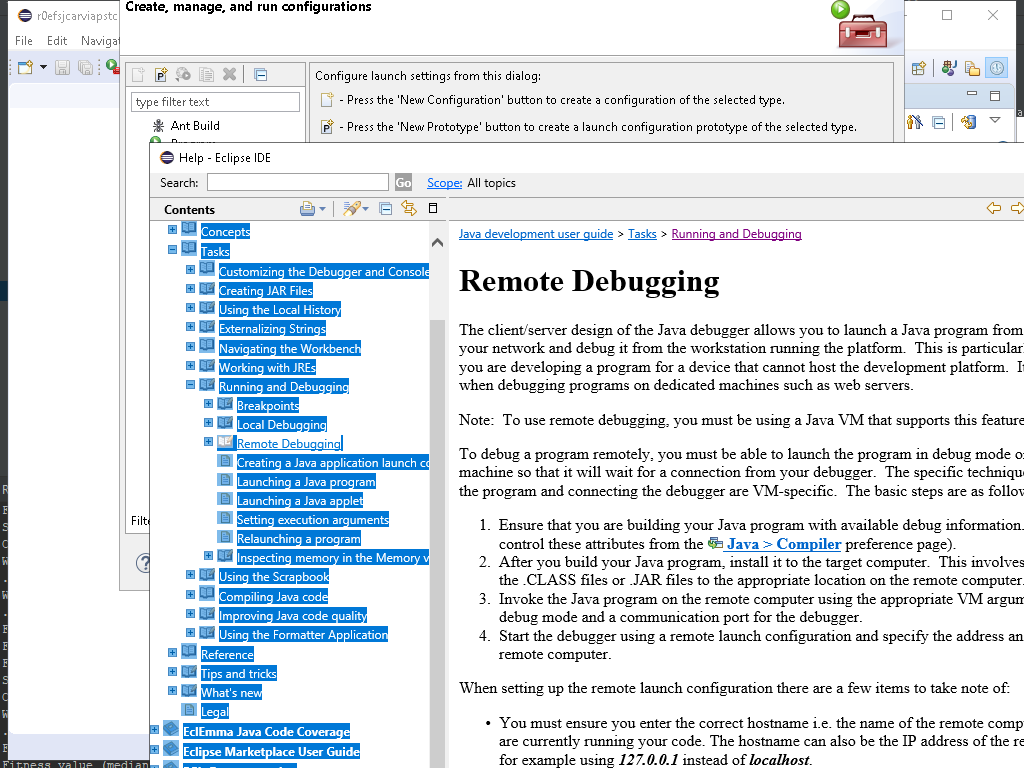 Create, manage, and run configurations
r0efsjcarviapstc
File Edit Navigat
Configure launch settings from this dialog:
type filter text
- Press the 'New Configuration' button to create a configuration of the selected type.
Ant Build
- Press the 'New Prototype' button to create a launch configuration prototype of the selected type.
Help - Eclipse IDE
Search:
Go
Scope: All topics
Contents
Concepts
Tasks
Customizing the Debugger and Console
Creating JAR Files
Using the Local History
Externalizing Strings
Navigating the Workbench
Working with JREs
Running and Debugging
Breakpoints
Local Debugging
Remote Debugging
Creating a Java application launch co
Launching a Java program
Launching a Java applet
Setting execution arguments
Relaunching a program
Inspecting memory in the Memory v
Using the Scrapbook
Compiling Java code
Improving Java code quality
Using the Formatter Application
Reference
Tips and tricks
What's new
Legal
EclEmma Java Code Coverage
Eclipse Marketplace User Guide
Java development user guide > Tasks > Running and Debugging
Remote Debugging
The client/server design of the Java debugger allows you to launch a Java program from
your network and debug it from the workstation running the platform. This is particularl
you are developing a program for a device that cannot host the development platform. It
when debugging programs on dedicated machines such as web servers.
Note: To use remote debugging, you must be using a Java VM that supports this feature
To debug a program remotely, you must be able to launch the program in debug mode o
machine so that it will wait for a connection from your debugger. The specific technique
the program and connecting the debugger are VM-specific. The basic steps are as follow
1. Ensure that you are building your Java program with available debug information.
control these attributes from the Java > Compiler preference page).
2. After you build your Java program, install it to the target computer. This involves
the .CLASS files or .JAR files to the appropriate location on the remote computer.
3. Invoke the Java program on the remote computer using the appropriate VM argum
debug mode and a communication port for the debugger.
4. Start the debugger using a remote launch configuration and specify the address an
remote computer.
When setting up the remote launch configuration there are a few items to take note of:
• You must ensure you enter the correct hostname i.e. the name of the remote comp
are currently running your code. The hostname can also be the IP address of the re
for example using 127.0.0.1 instead of localhost.
Filte
Fitness value (median